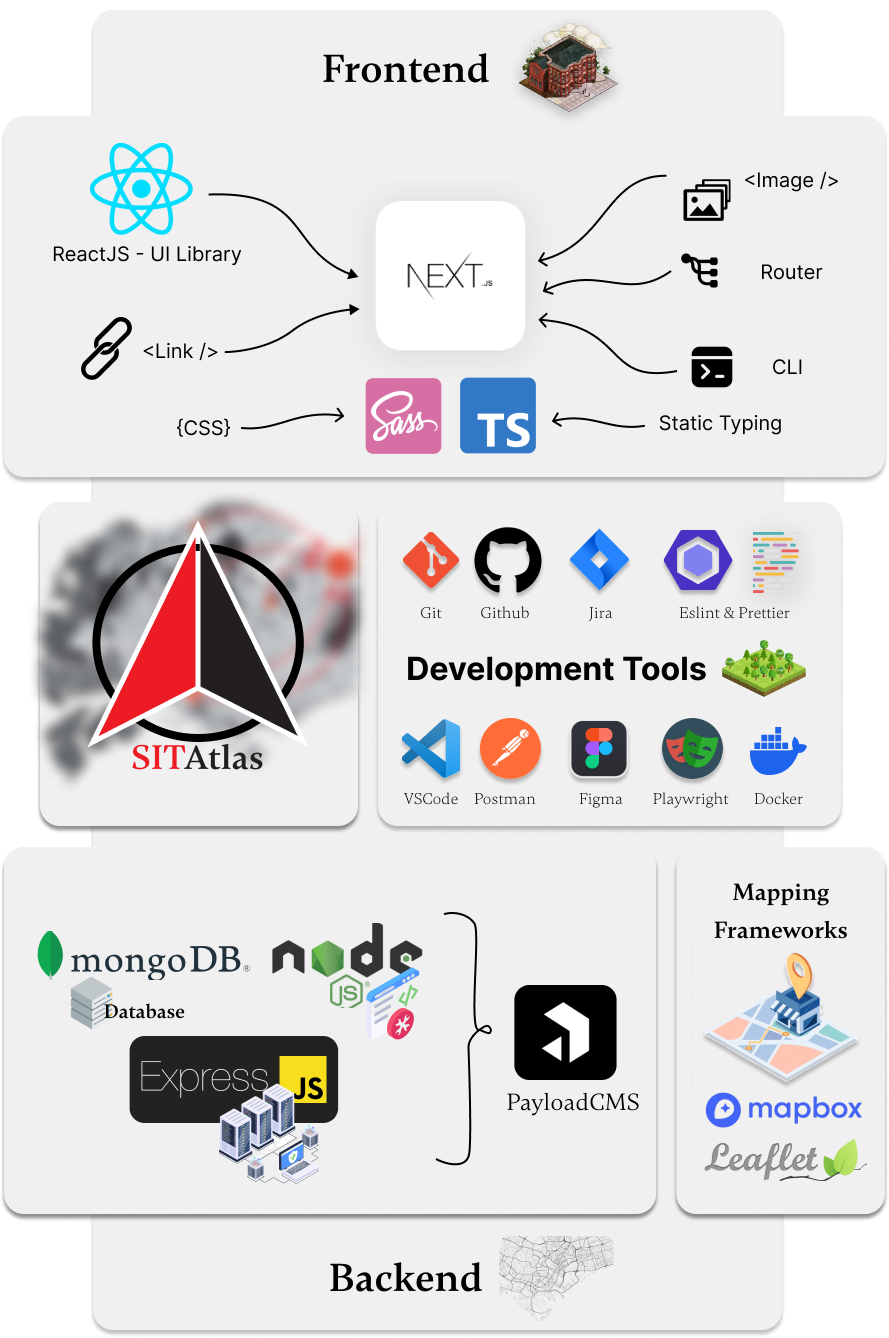 Frontend
<Image />
ReactJS - UI Library
NEXT.JS
Router
<Link />
CLI
{CSS}
Sass
TS
Static Typing
SITAtlas
Git
Github
Jira
Eslint & Prettier
Development Tools
VSCode
Postman
Figma
Playwright
Docker
mongoDB®
node
JS®
Database
Express
JS
PayloadCMS
Mapping
Frameworks
mapbox
Leaflet
Backend